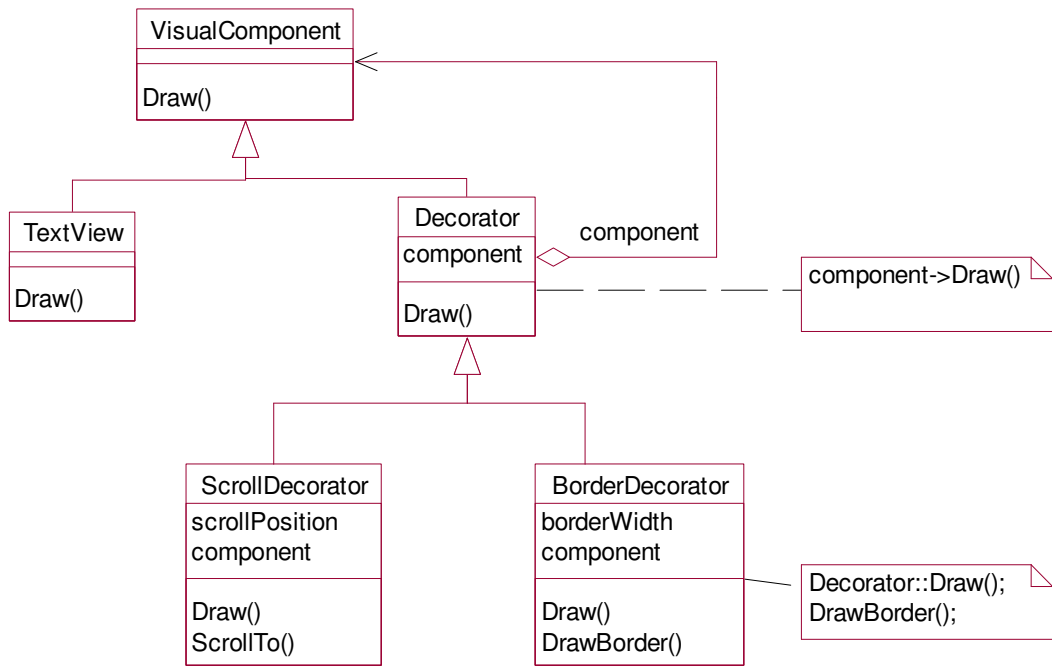 VisualComponent
Draw()
TextView
Draw()
Decorator
component
Draw()
component
component->Draw()
ScrollDecorator
scrollPosition
component
Draw()
ScrollTo()
BorderDecorator
borderWidth
component
Draw()
DrawBorder()
Decorator::Draw();
DrawBorder();